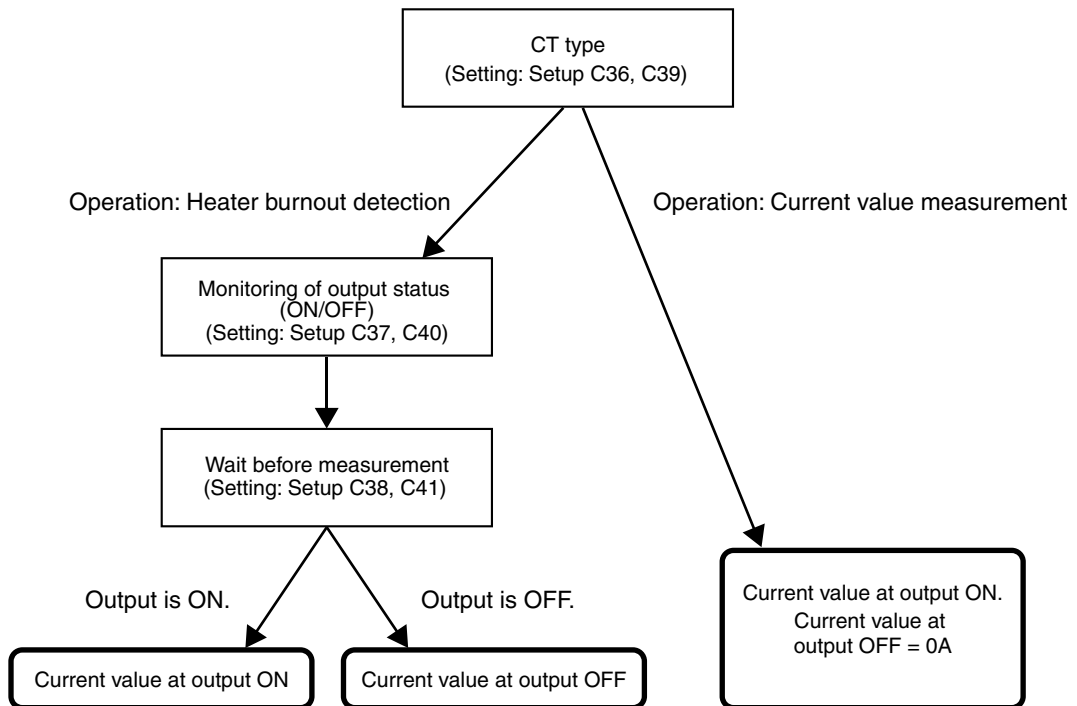 CT type
(Setting: Setup C36, C39)
Operation: Heater burnout detection
Operation: Current value measurement
Monitoring of output status
(ON/OFF)
(Setting: Setup C37, C40)
Wait before measurement
(Setting: Setup C38, C41)
Output is ON.
Output is OFF.
Current value at output ON
Current value at output OFF
Current value at output ON.
Current value at
output OFF = 0A